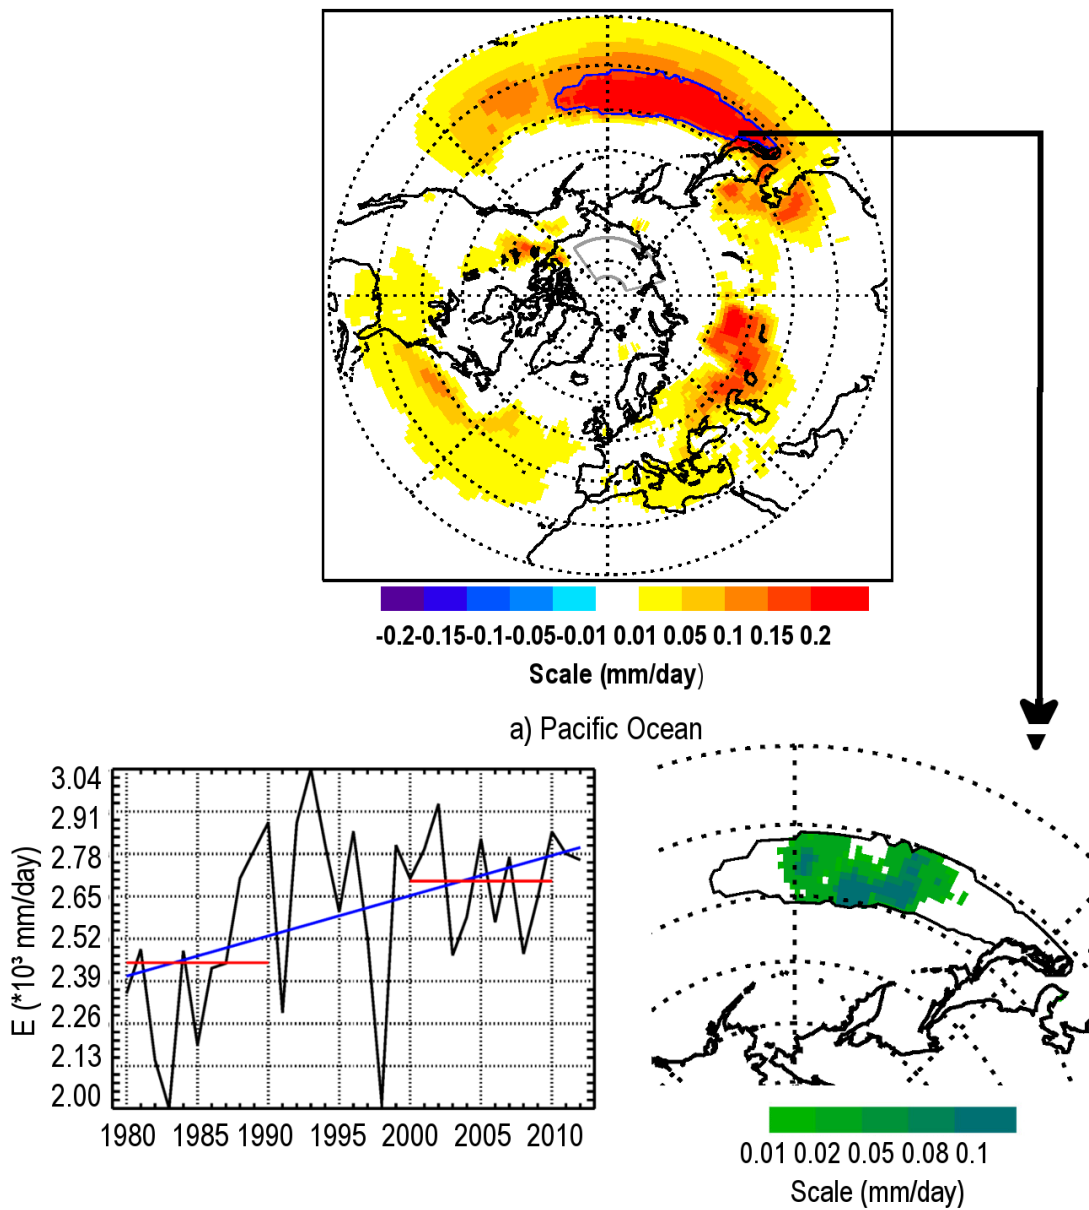 -0.2-0.15-0.1-0.05-0.01 0.01 0.05 0.1 0.15 0.2
Scale (mm/day)
a) Pacific Ocean
E (*10³ mm/day)
3.04
2.91
2.78
2.65
2.52
2.39
2.26
2.13
2.00
1980 1985 1990 1995 2000 2005 2010
0.01 0.02 0.05 0.08 0.1
Scale (mm/day)